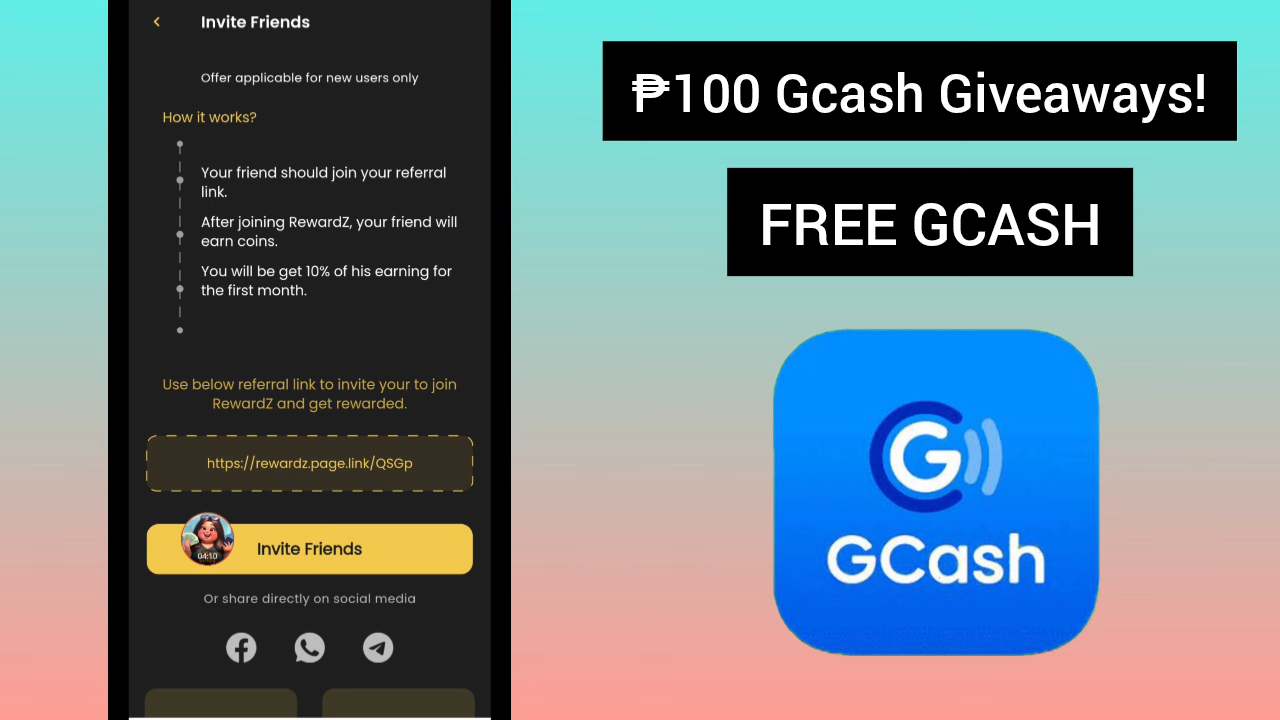 Invite Friends
Offer applicable for new users only
How it works?
Your friend should join your referral
link.
After joining RewardZ, your friend will
earn coins.
You will be get 10% of his earning for
the first month.
Use below referral link to invite your to join
RewardZ and get rewarded.
https://rewardz.page.link/QSGp
04:10
Invite Friends
Or share directly on social media
₱100 Gcash Giveaways!
FREE GCASH
G
GCash